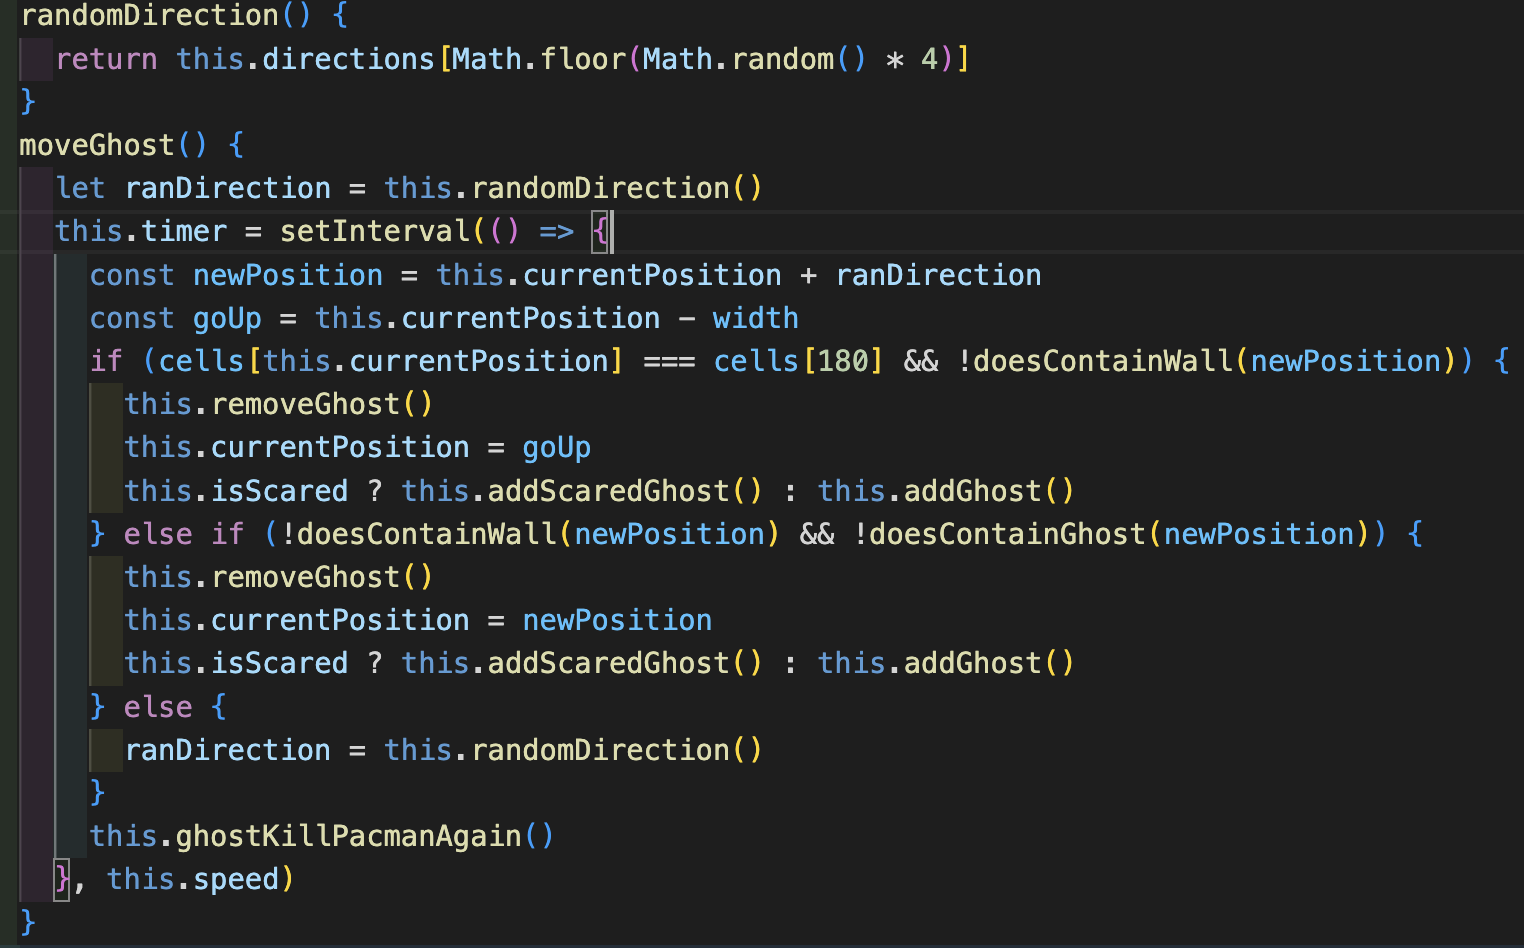 randomDirection() {
  return this.directions[Math.floor(Math.random() * 4)]
}
moveGhost() {
  let ranDirection = this.randomDirection()
  this.timer = setInterval(() => {
    const newPosition = this.currentPosition + ranDirection
    const goUp = this.currentPosition - width
    if (cells[this.currentPosition] === cells[180] && !doesContainWall(newPosition)) {
      this.removeGhost()
      this.currentPosition = goUp
      this.isScared ? this.addScaredGhost() : this.addGhost()
    } else if (!doesContainWall(newPosition) && !doesContainGhost(newPosition)) {
      this.removeGhost()
      this.currentPosition = newPosition
      this.isScared ? this.addScaredGhost() : this.addGhost()
    } else {
      ranDirection = this.randomDirection()
    }
    this.ghostKillPacmanAgain()
  }, this.speed)
}